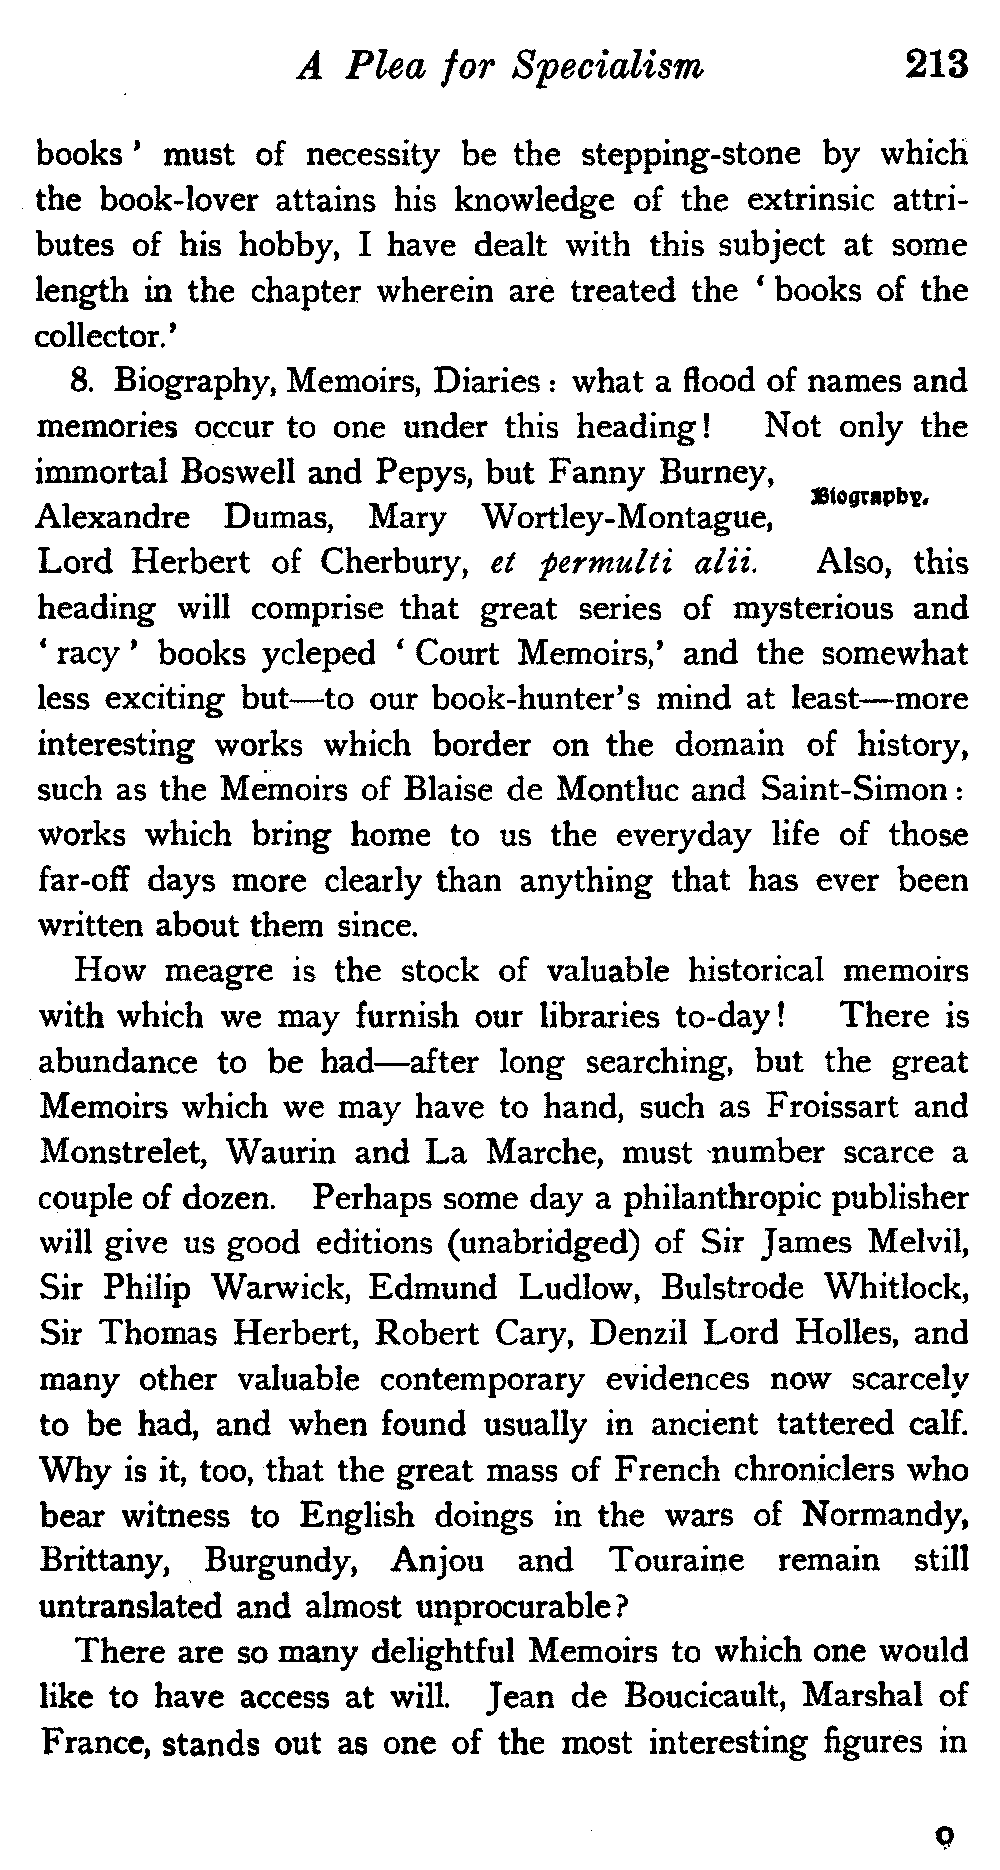 A Plea for Specialism 213
books ’ must of necessity be the stepping-stone by which
the book-lover attains his knowledge of the extrinsic attri-
butes of his hobby, I have dealt with this subject at some
length in the chapter wherein are treated the ‘ books of the
collector.’
8. Biography, Memoirs, Diaries : what a flood of names and
memories occur to one under this heading! Not only the
immortal Boswell and Pepys, but Fanny Burney,
Biography.
Alexandre Dumas, Mary Wortley-Montague,
Lord Herbert of Cherbury, et permulti alii. Also, this
heading will comprise that great series of mysterious and
‘ racy ’ books ycleped ‘ Court Memoirs,’ and the somewhat
less exciting but—to our book-hunter’s mind at least—more
interesting works which border on the domain of history,
such as the Memoirs of Blaise de Montluc and Saint-Simon :
works which bring home to us the everyday life of those
far-off days more clearly than anything that has ever been
written about them since.
How meagre is the stock of valuable historical memoirs
with which we may furnish our libraries to-day! There is
abundance to be had—after long searching, but the great
Memoirs which we may have to hand, such as Froissart and
Monstrelet, Waurin and La Marche, must number scarce a
couple of dozen. Perhaps some day a philanthropic publisher
will give us good editions (unabridged) of Sir James Melvil,
Sir Philip Warwick, Edmund Ludlow, Bulstrode Whitlock,
Sir Thomas Herbert, Robert Cary, Denzil Lord Holles, and
many other valuable contemporary evidences now scarcely
to be had, and when found usually in ancient tattered calf.
Why is it, too, that the great mass of French chroniclers who
bear witness to English doings in the wars of Normandy,
Brittany, Burgundy, Anjou and Touraine remain still
untranslated and almost unprocurable?
There are so many delightful Memoirs to which one would
like to have access at will. Jean de Boucicault, Marshal of
France, stands out as one of the most interesting figures in
Q